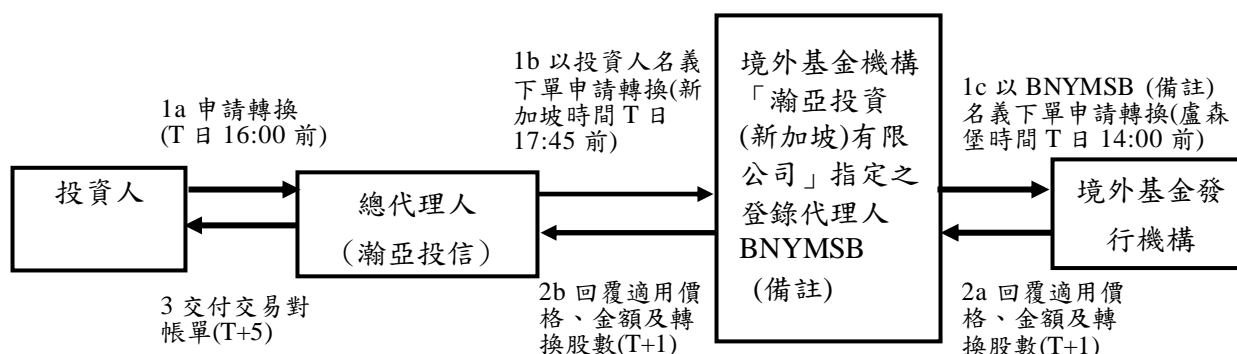 1a 申請轉換
(T 日 16:00 前)
投資人
3 交付交易對
帳單(T+5)
總代理人
（瀚亞投信）
1b 以投資人名義
下單申請轉換(新
加坡時間 T 日
17:45 前)
2b 回覆適用價
格、金額及轉
換股數(T+1)
境外基金機構
「瀚亞投資
(新加坡)有限
公司」指定之
登錄代理人
BNYMSB
(備註)
1c 以 BNYMSB (備註)
名義下單申請轉換(盧森
堡時間 T 日 14:00 前)
境外基金發
行機構
2a 回覆適用價
格、金額及轉
換股數(T+1)